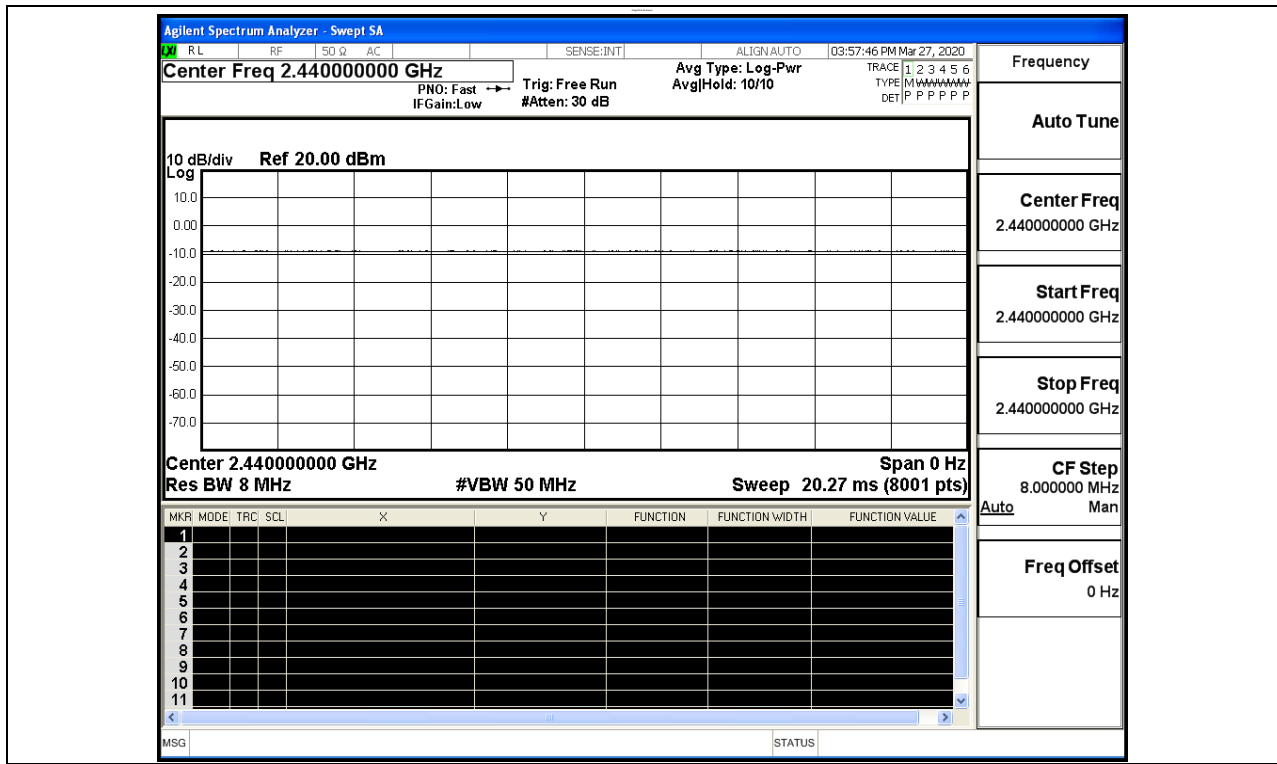 Agilent Spectrum Analyzer - Swept SA
LXI RL RF 50 Ω AC SENSE:INT ALIGN AUTO 03:57:46 PM Mar 27, 2020
Center Freq 2.440000000 GHz
PNO: Fast
IFGain:Low
Trig: Free Run
#Atten: 30 dB
Avg Type: Log-Pwr
Avg|Hold: 10/10
TRACE 1 2 3 4 5 6
TYPE M WWWWW
DET P P P P P P
10 dB/div Ref 20.00 dBm
Log
10.0
0.00
-10.0
-20.0
-30.0
-40.0
-50.0
-60.0
-70.0
Center 2.440000000 GHz Span 0 Hz
Res BW 8 MHz #VBW 50 MHz Sweep 20.27 ms (8001 pts)
MKR MODE TRC SCL X Y FUNCTION FUNCTION WIDTH FUNCTION VALUE
1
2
3
4
5
6
7
8
9
10
11
MSG STATUS
Frequency
Auto Tune
Center Freq
2.440000000 GHz
Start Freq
2.440000000 GHz
Stop Freq
2.440000000 GHz
CF Step
8.000000 MHz
Auto Man
Freq Offset
0 Hz